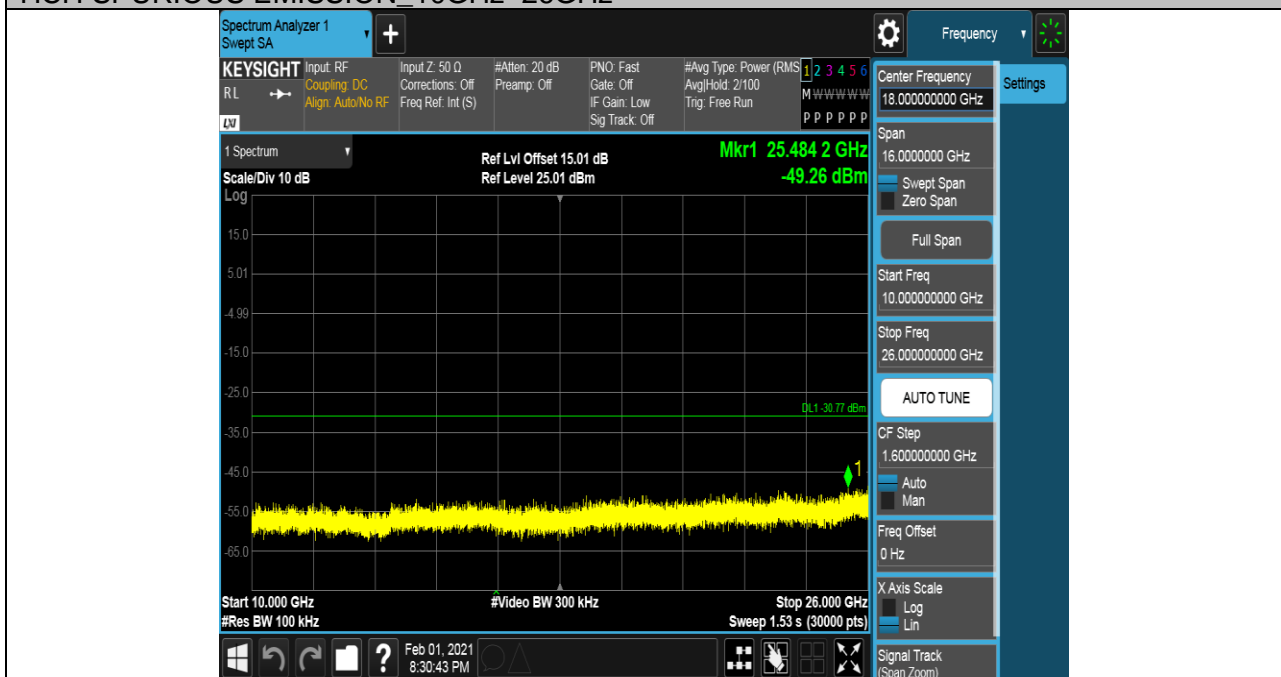 Spectrum Analyzer 1
Swept SA
+
Frequency
KEYSIGHT
RL
LXI
Input: RF
Coupling: DC
Align: Auto/No RF
Input Z: 50 Ω
Corrections: Off
Freq Ref: Int (S)
#Atten: 20 dB
Preamp: Off
PNO: Fast
Gate: Off
IF Gain: Low
Sig Track: Off
#Avg Type: Power (RMS
Avg|Hold: 2/100
Trig: Free Run
1 2 3 4 5 6
M W W W W W
P P P P P P
1 Spectrum
Scale/Div 10 dB
Log
Ref Lvl Offset 15.01 dB
Ref Level 25.01 dBm
Mkr1 25.484 2 GHz
-49.26 dBm
15.0
5.01
-4.99
-15.0
-25.0
DL1 -30.77 dBm
-35.0
-45.0
1
-55.0
-65.0
Start 10.000 GHz
#Res BW 100 kHz
#Video BW 300 kHz
Stop 26.000 GHz
Sweep 1.53 s (30000 pts)
?
Feb 01, 2021
8:30:43 PM
Center Frequency
18.000000000 GHz
Span
16.0000000 GHz
Swept Span
Zero Span
Full Span
Start Freq
10.000000000 GHz
Stop Freq
26.000000000 GHz
AUTO TUNE
CF Step
1.600000000 GHz
Auto
Man
Freq Offset
0 Hz
X Axis Scale
Log
Lin
Signal Track
(Span Zoom)
Settings